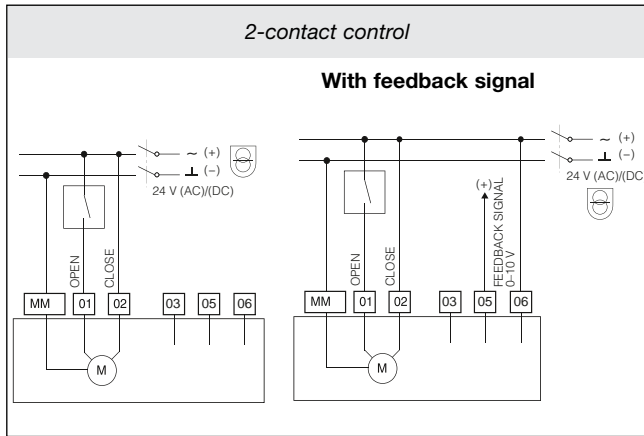 2-contact control
With feedback signal
~ (+)
⊥ (–)
24 V (AC)/(DC)
OPEN
CLOSE
MM 01 02 03 05 06
M
~ (+)
⊥ (–)
24 V (AC)/(DC)
(+)
FEEDBACK SIGNAL
0–10 V
OPEN
CLOSE
MM 01 02 03 05 06
M